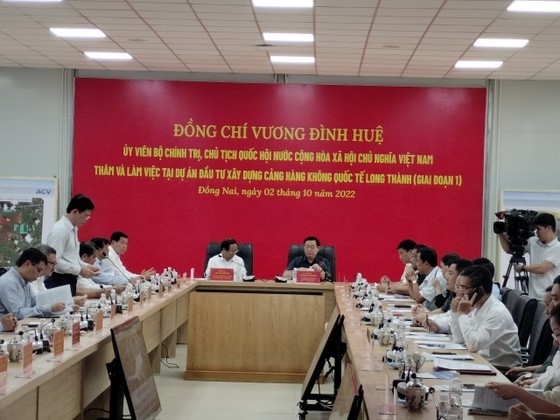 ĐỒNG CHÍ VƯƠNG ĐÌNH HUỆ
ỦY VIÊN BỘ CHÍNH TRỊ, CHỦ TỊCH QUỐC HỘI NƯỚC CỘNG HÒA XÃ HỘI CHỦ NGHĨA VIỆT NAM
THĂM VÀ LÀM VIỆC TẠI DỰ ÁN ĐẦU TƯ XÂY DỰNG CẢNG HÀNG KHÔNG QUỐC TẾ LONG THÀNH (GIAI ĐOẠN 1)
Đồng Nai, ngày 02 tháng 10 năm 2022
ACV